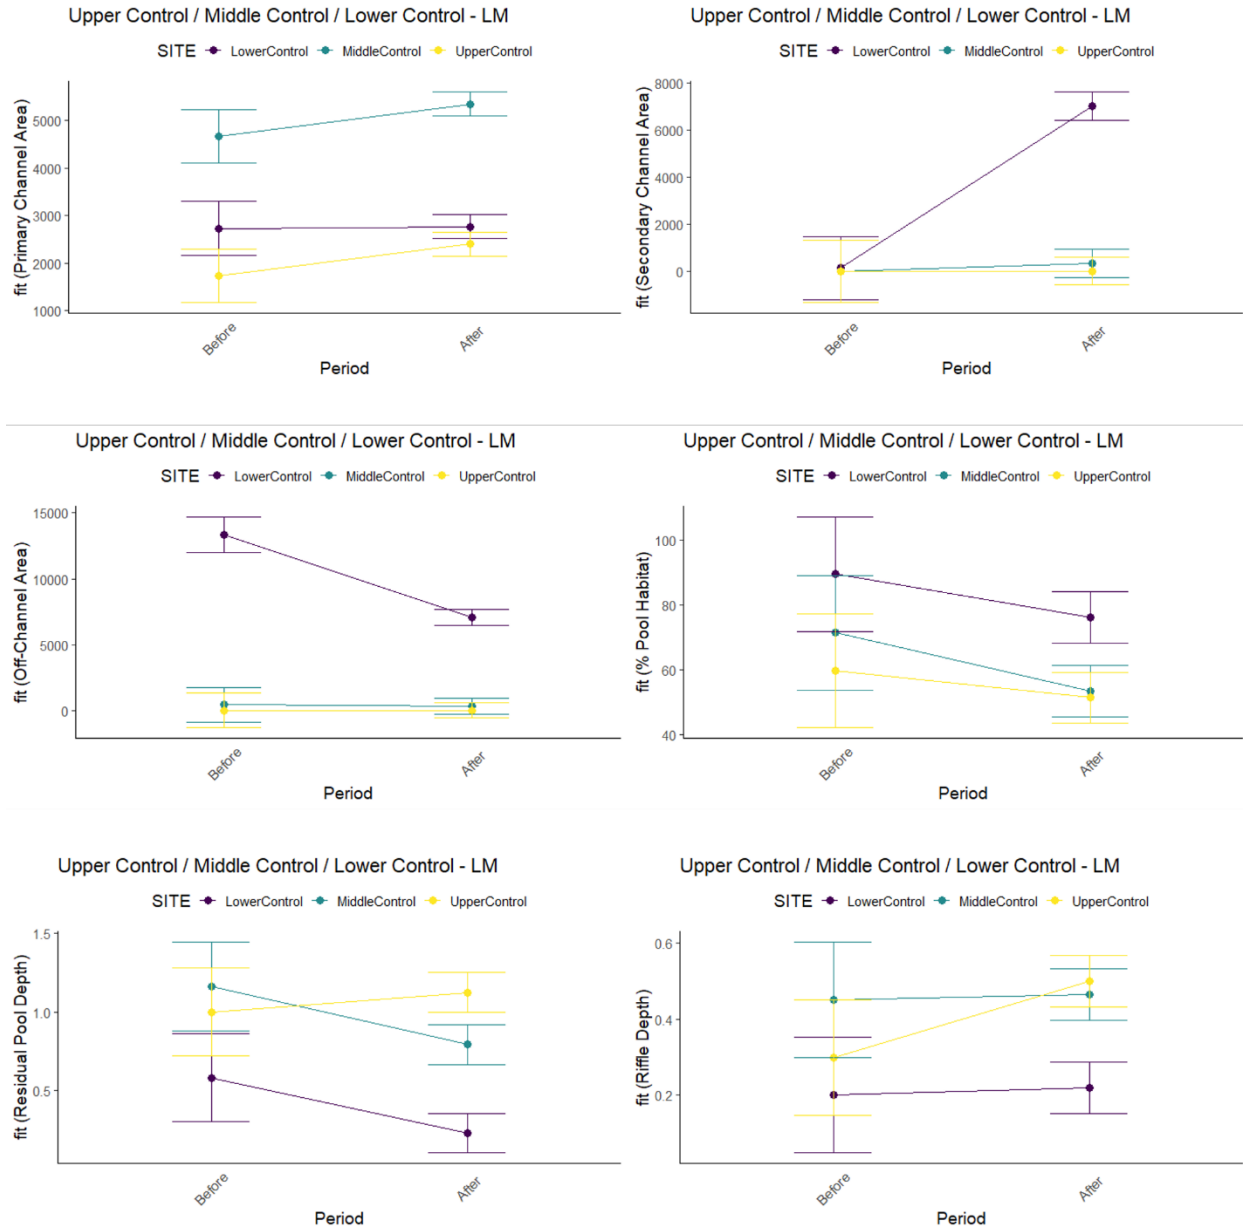 Upper Control / Middle Control / Lower Control - LM
SITE LowerControl MiddleControl UpperControl
fit (Primary Channel Area)
5000
4000
3000
2000
1000
Before
After
Period
Upper Control / Middle Control / Lower Control - LM
SITE LowerControl MiddleControl UpperControl
fit (Secondary Channel Area)
8000
6000
4000
2000
0
Before
After
Period
Upper Control / Middle Control / Lower Control - LM
SITE LowerControl MiddleControl UpperControl
fit (Off-Channel Area)
15000
10000
5000
0
Before
After
Period
Upper Control / Middle Control / Lower Control - LM
SITE LowerControl MiddleControl UpperControl
fit (% Pool Habitat)
100
80
60
40
Before
After
Period
Upper Control / Middle Control / Lower Control - LM
SITE LowerControl MiddleControl UpperControl
fit (Residual Pool Depth)
1.5
1.0
0.5
Before
After
Period
Upper Control / Middle Control / Lower Control - LM
SITE LowerControl MiddleControl UpperControl
fit (Riffle Depth)
0.6
0.4
0.2
Before
After
Period